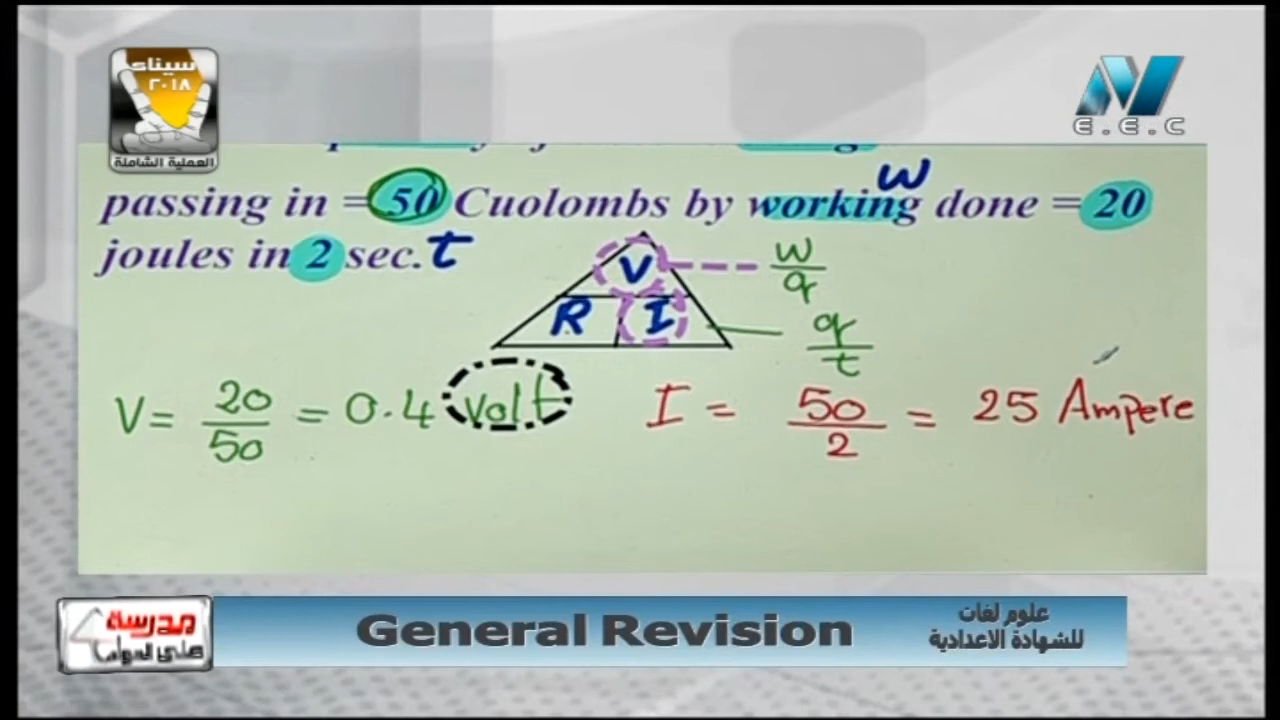 سيناء
٢٠١٨
العملية الشاملة
E.E.C
passing in = 50 Cuolombs by working done = 20
W
joules in 2 sec. t
V
W
q
R I
q
t
V = 20/50 = 0.4 volt
I = 50/2 = 25 Ampere
مدرسة
على الهواء
General Revision
علوم لغات
للشهادة الاعدادية